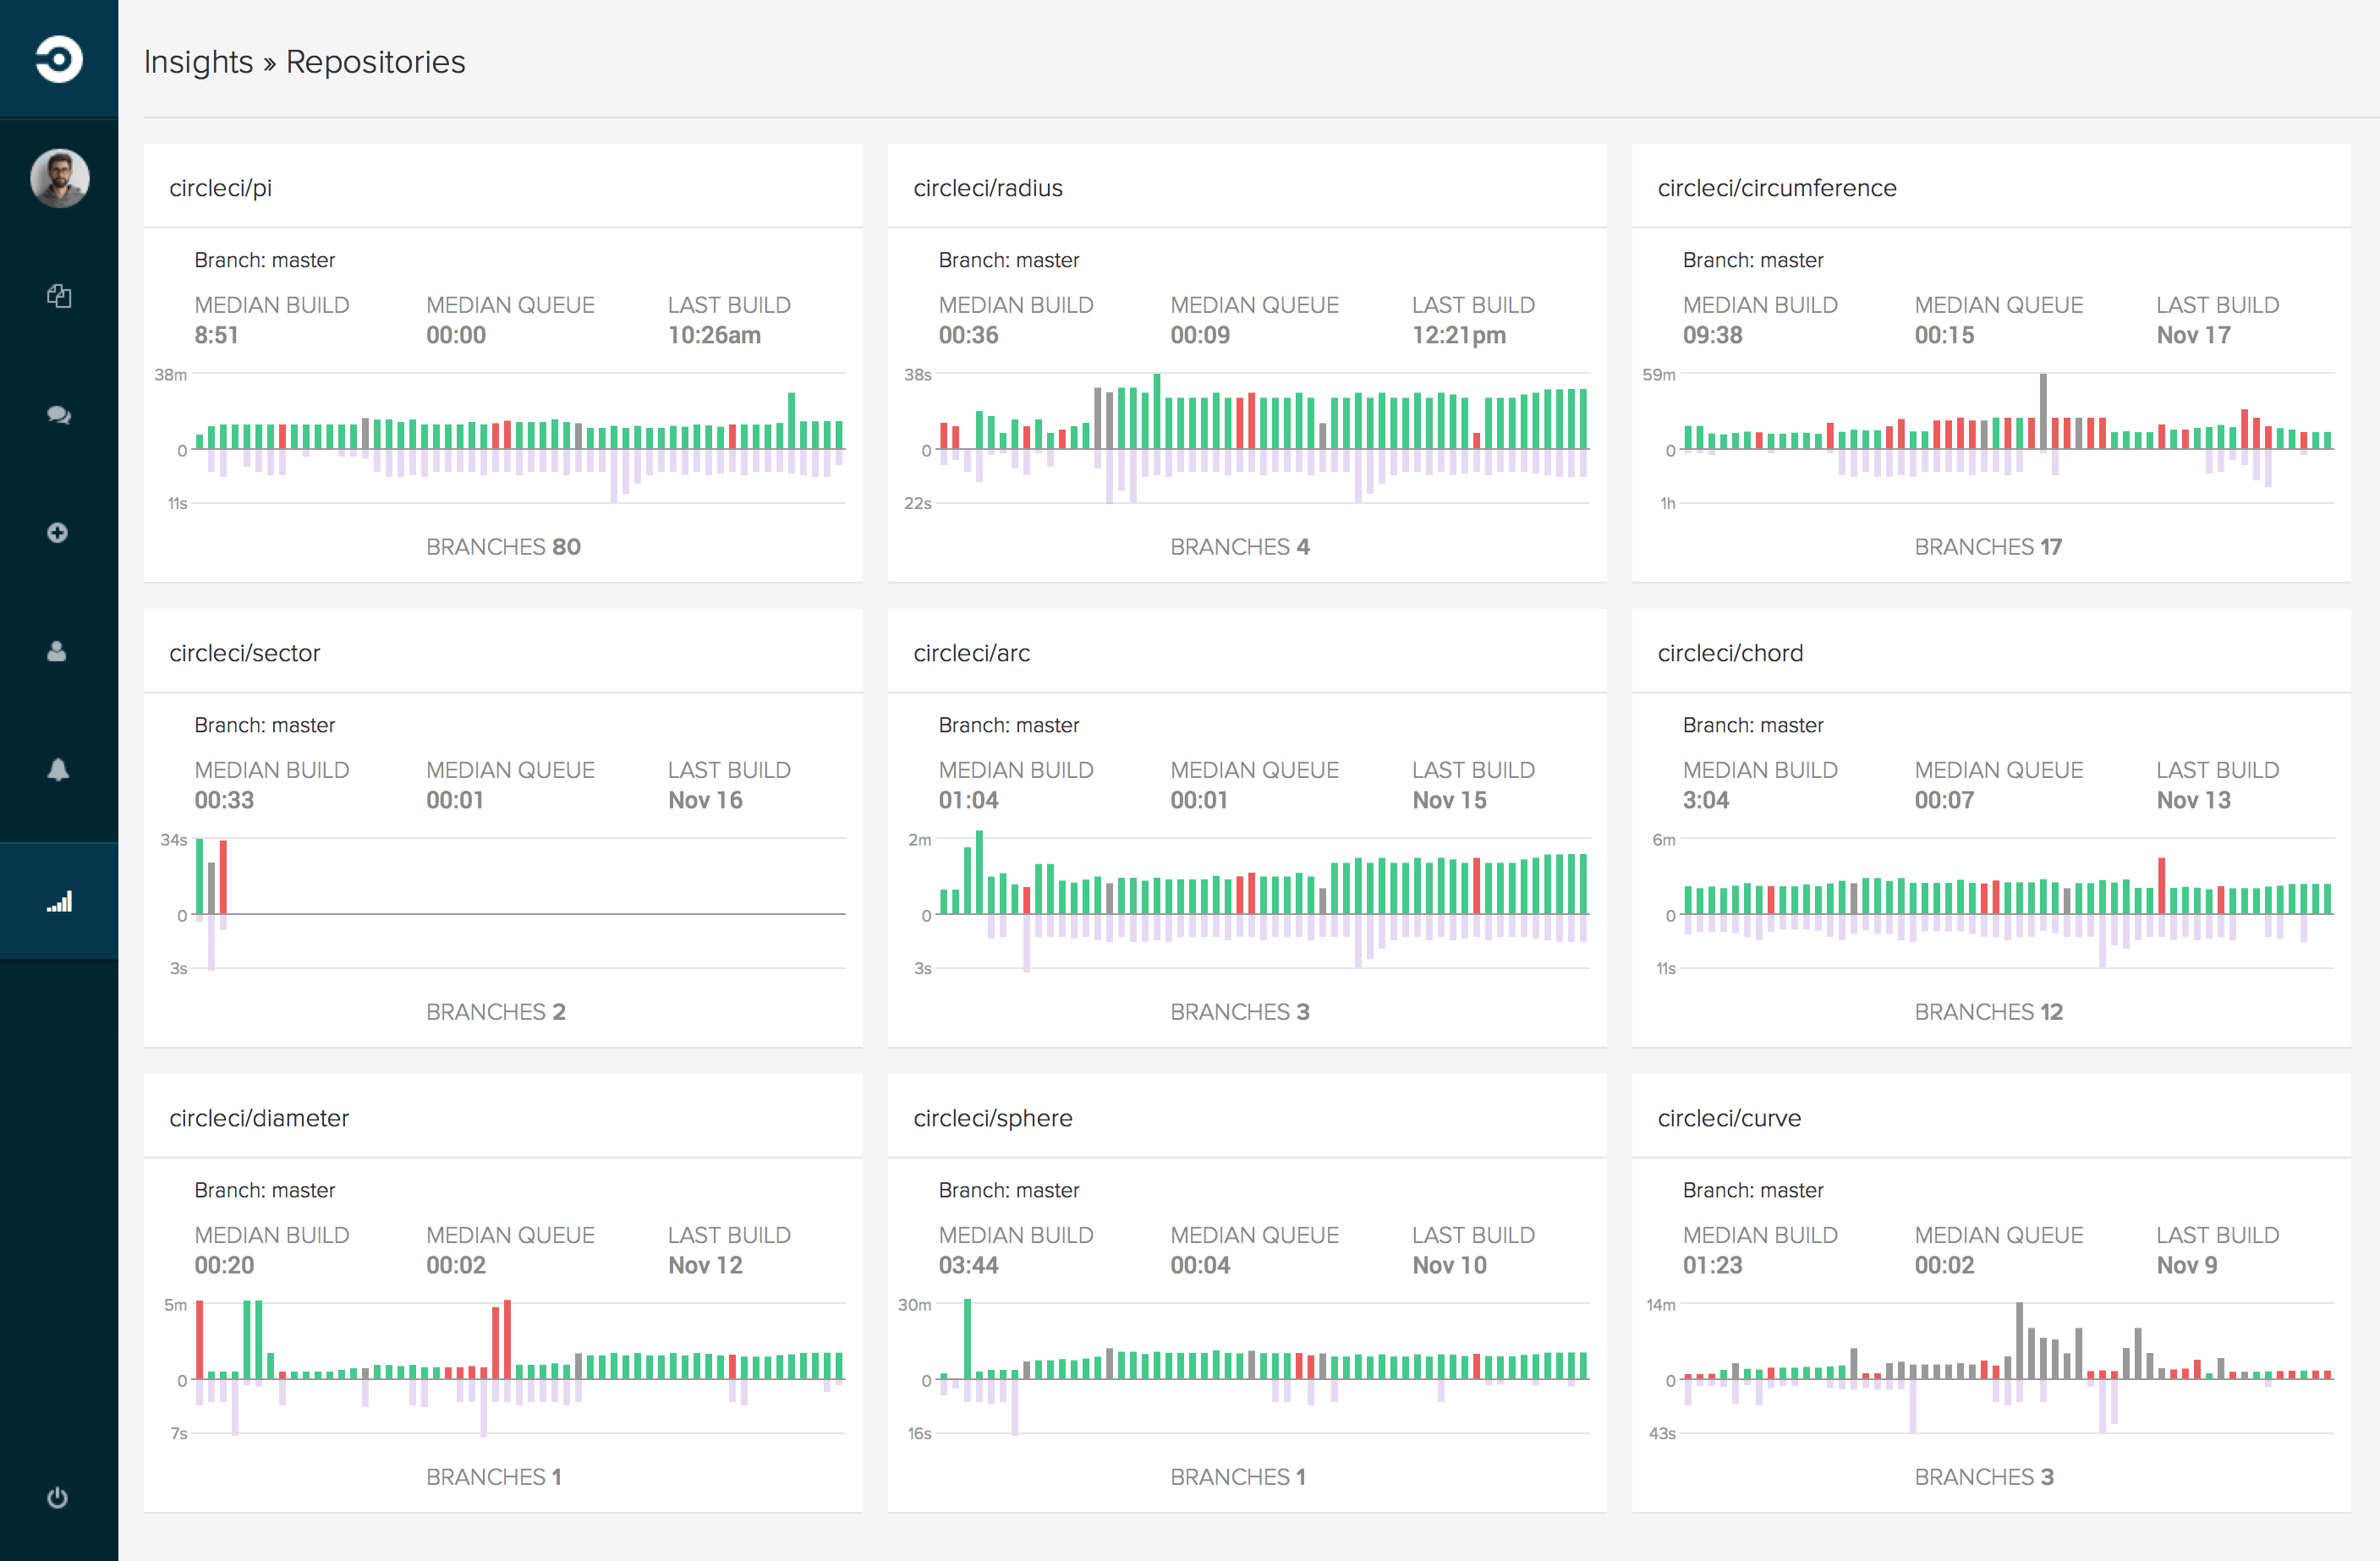 Insights » Repositories
circleci/pi
Branch: master
MEDIAN BUILD MEDIAN QUEUE LAST BUILD
8:51 00:00 10:26am
38m
0
11s
BRANCHES 80
circleci/radius
Branch: master
MEDIAN BUILD MEDIAN QUEUE LAST BUILD
00:36 00:09 12:21pm
38s
0
22s
BRANCHES 4
circleci/circumference
Branch: master
MEDIAN BUILD MEDIAN QUEUE LAST BUILD
09:38 00:15 Nov 17
59m
0
1h
BRANCHES 17
circleci/sector
Branch: master
MEDIAN BUILD MEDIAN QUEUE LAST BUILD
00:33 00:01 Nov 16
34s
0
3s
BRANCHES 2
circleci/arc
Branch: master
MEDIAN BUILD MEDIAN QUEUE LAST BUILD
01:04 00:01 Nov 15
2m
0
3s
BRANCHES 3
circleci/chord
Branch: master
MEDIAN BUILD MEDIAN QUEUE LAST BUILD
3:04 00:07 Nov 13
6m
0
11s
BRANCHES 12
circleci/diameter
Branch: master
MEDIAN BUILD MEDIAN QUEUE LAST BUILD
00:20 00:02 Nov 12
5m
0
7s
BRANCHES 1
circleci/sphere
Branch: master
MEDIAN BUILD MEDIAN QUEUE LAST BUILD
03:44 00:04 Nov 10
30m
0
16s
BRANCHES 1
circleci/curve
Branch: master
MEDIAN BUILD MEDIAN QUEUE LAST BUILD
01:23 00:02 Nov 9
14m
0
43s
BRANCHES 3